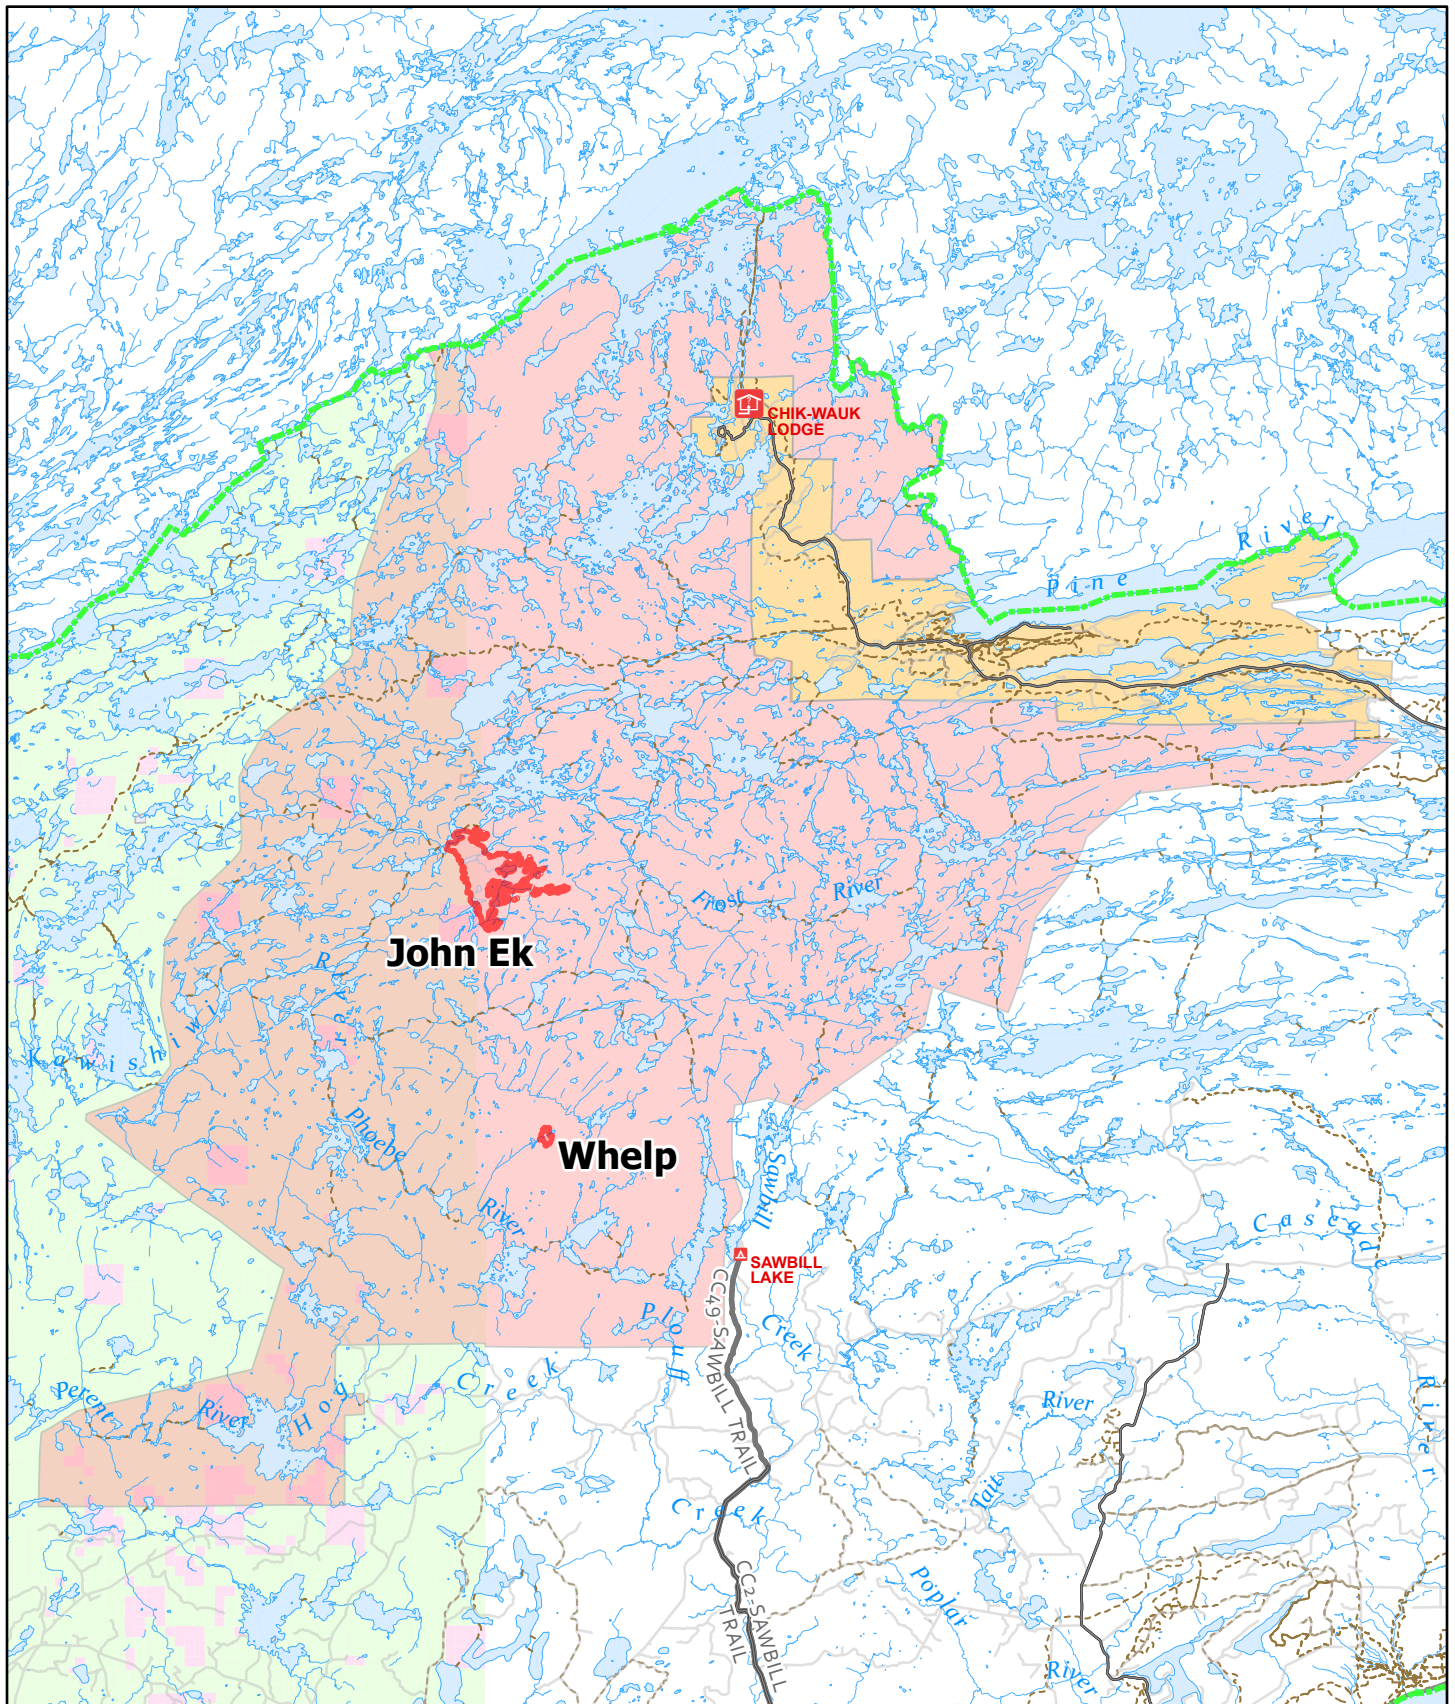 CHIK-WAUK
LODGE
River
Pine
Frost
River
John Ek
River
Kawishiwi
Phoebe
Whelp
River
Sawbill
Cascade
SAWBILL
LAKE
CC49-SAWBILL TRAIL
Plouff
Creek
Creek
Perent
River
Hog
River
River
Creek
Tait
CC2-SAWBILL
TRAIL
Poplar
River